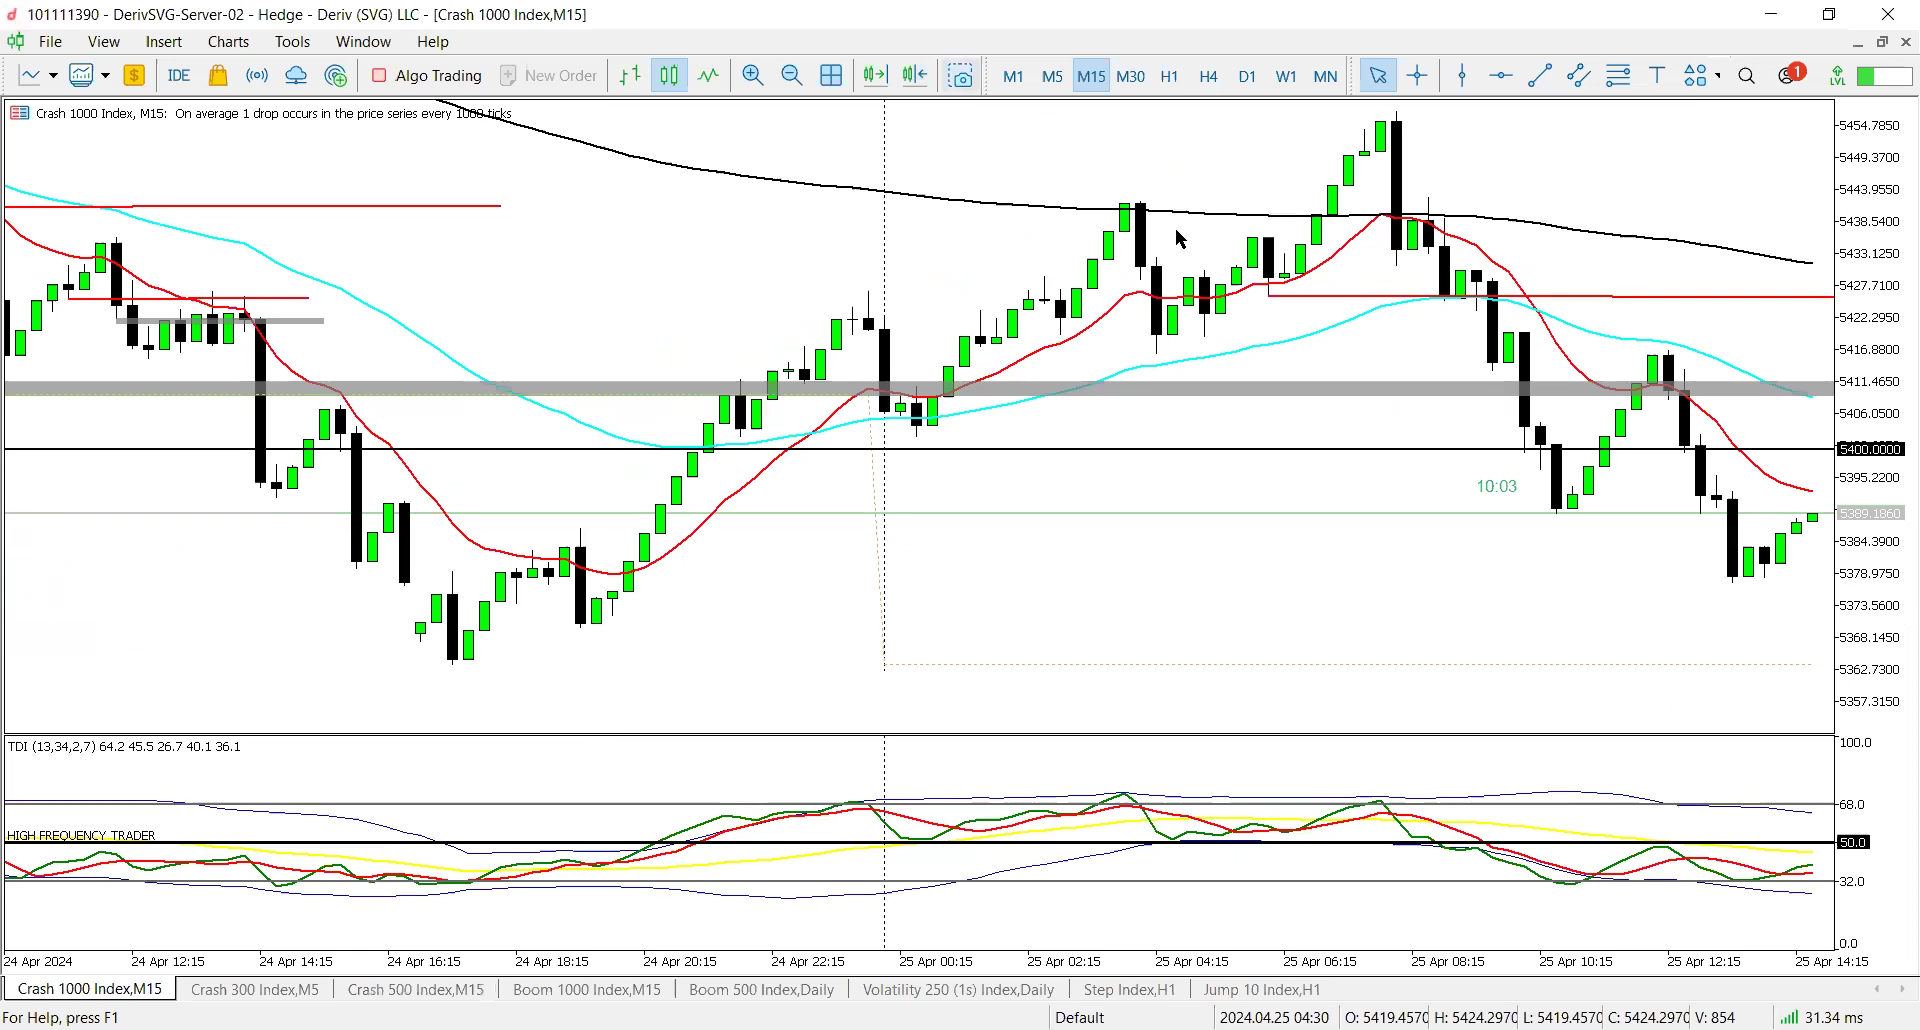 101111390 - DerivSVG-Server-02 - Hedge - Deriv (SVG) LLC - [Crash 1000 Index,M15]
File View Insert Charts Tools Window Help
IDE Algo Trading New Order M1 M5 M15 M30 H1 H4 D1 W1 MN 1 LVL
Crash 1000 Index, M15: On average 1 drop occurs in the price series every 1000 ticks
5454.7850
5449.3700
5443.9550
5438.5400
5433.1250
5427.7100
5422.2950
5416.8800
5411.4650
5406.0500
5400.0000
5395.2200
10:03
5389.1860
5384.3900
5378.9750
5373.5600
5368.1450
5362.7300
5357.3150
TDI (13,34,2,7) 64.2 45.5 26.7 40.1 36.1
100.0
68.0
HIGH FREQUENCY TRADER
50.0
32.0
0.0
24 Apr 2024 24 Apr 12:15 24 Apr 14:15 24 Apr 16:15 24 Apr 18:15 24 Apr 20:15 24 Apr 22:15 25 Apr 00:15 25 Apr 02:15 25 Apr 04:15 25 Apr 06:15 25 Apr 08:15 25 Apr 10:15 25 Apr 12:15 25 Apr 14:15
Crash 1000 Index,M15 Crash 300 Index,M5 Crash 500 Index,M15 Boom 1000 Index,M15 Boom 500 Index,Daily Volatility 250 (1s) Index,Daily Step Index,H1 Jump 10 Index,H1
For Help, press F1 Default 2024.04.25 04:30 O: 5419.4570 H: 5424.2970 L: 5419.4570 C: 5424.2970 V: 854 31.34 ms